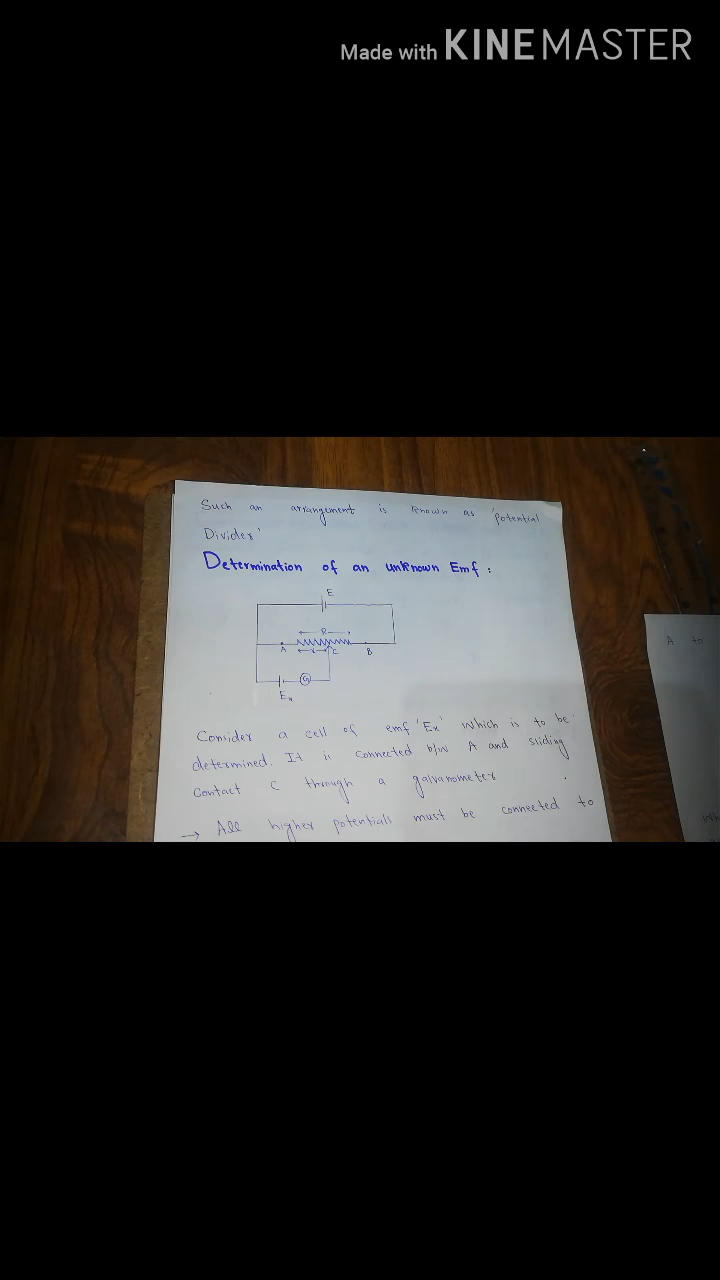 Made with KINEMASTER
Such an arrangement is known as 'potential
Divider'
Determination of an unknown Emf :
E
R
A r C B
G
Ex
Consider a cell of emf 'Ex' which is to be
determined. It is connected b/w A and sliding
Contact C through a galvanometer
→ All higher potentials must be connected to
A to